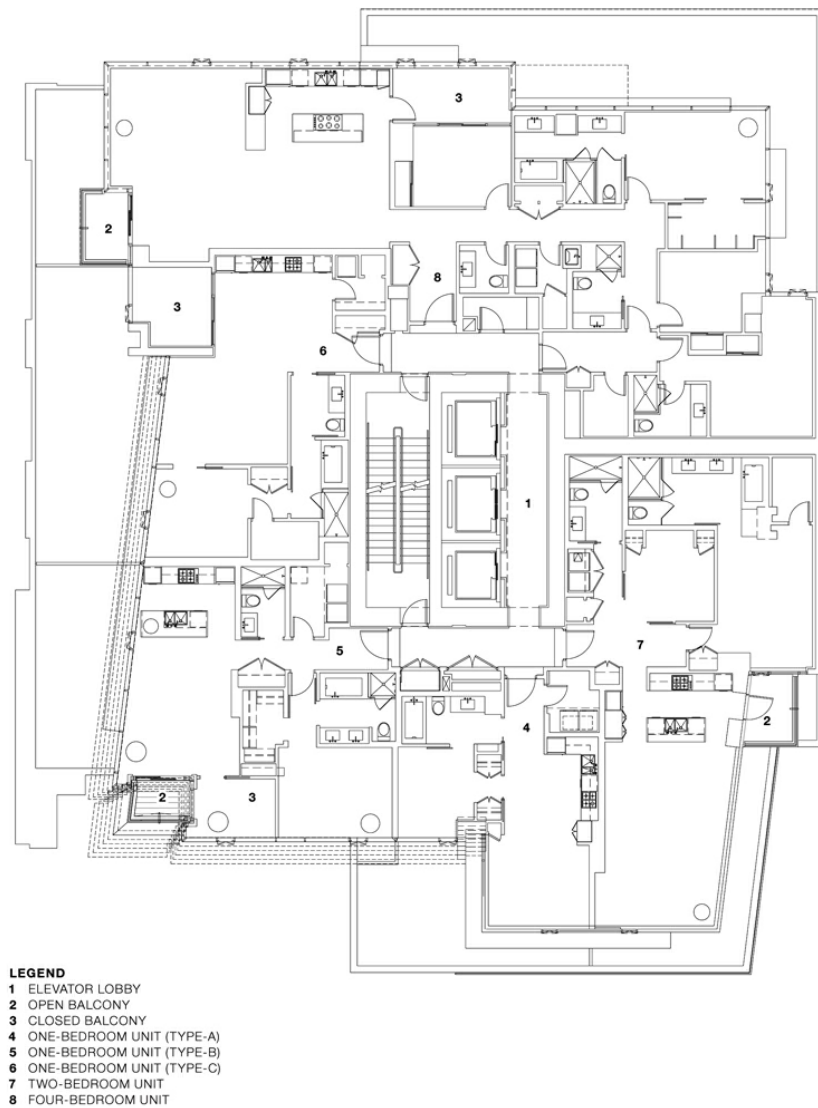 3
2
8
3
6
1
5
7
4
2
2
3
LEGEND
1 ELEVATOR LOBBY
2 OPEN BALCONY
3 CLOSED BALCONY
4 ONE-BEDROOM UNIT (TYPE-A)
5 ONE-BEDROOM UNIT (TYPE-B)
6 ONE-BEDROOM UNIT (TYPE-C)
7 TWO-BEDROOM UNIT
8 FOUR-BEDROOM UNIT